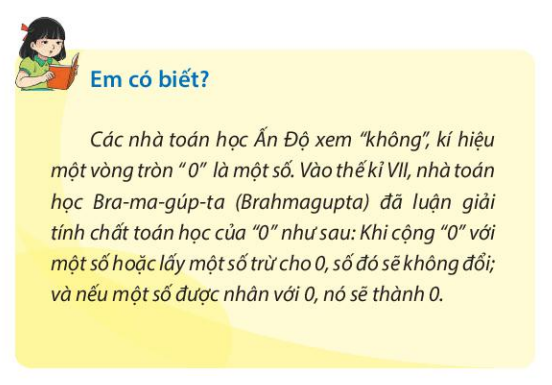 Em có biết?
Các nhà toán học Ấn Độ xem “không”, kí hiệu
một vòng tròn “ 0”  là một số. Vào thế kỉ VII, nhà toán
học Bra-ma-gúp-ta (Brahmagupta) đã luận giải
tính chất toán học của “0” như sau: Khi cộng “0” với
một số hoặc lấy một số trừ cho 0, số đó sẽ không đổi;
và nếu một số được nhân với 0, nó sẽ thành 0.